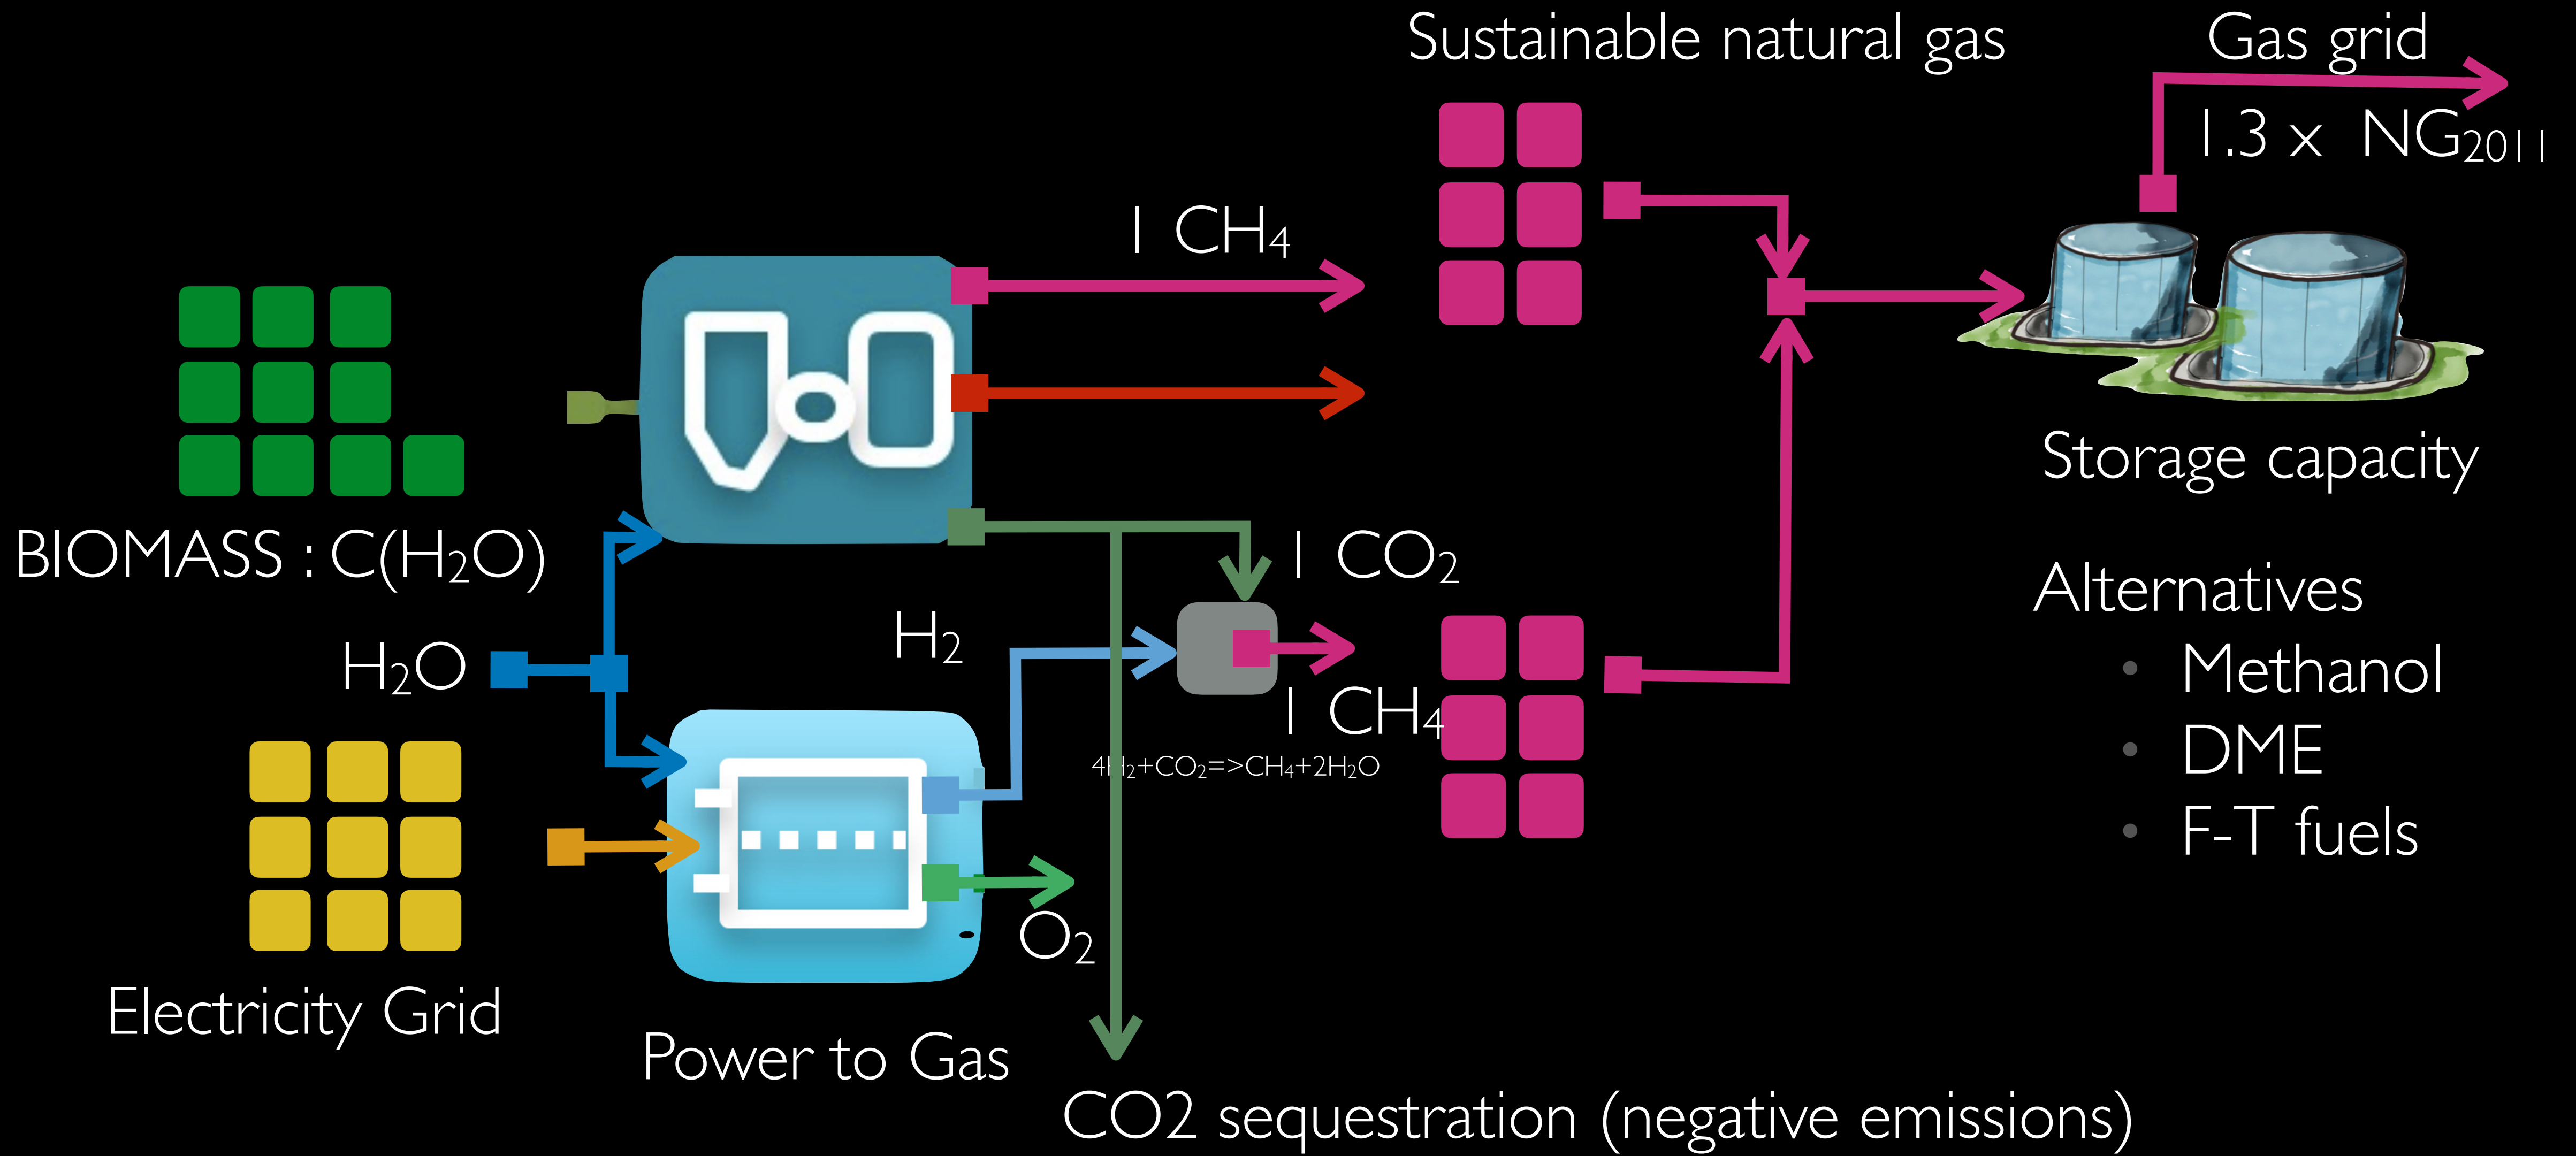 Sustainable natural gas
Gas grid
1.3 x NG₂₀₁₁
1 CH₄
BIOMASS : C(H₂O)
Storage capacity
1 CO₂
H₂
H₂O
1 CH₄
4H₂+CO₂=>CH₄+2H₂O
Alternatives
• Methanol
• DME
• F-T fuels
O₂
Electricity Grid
Power to Gas
CO2 sequestration (negative emissions)